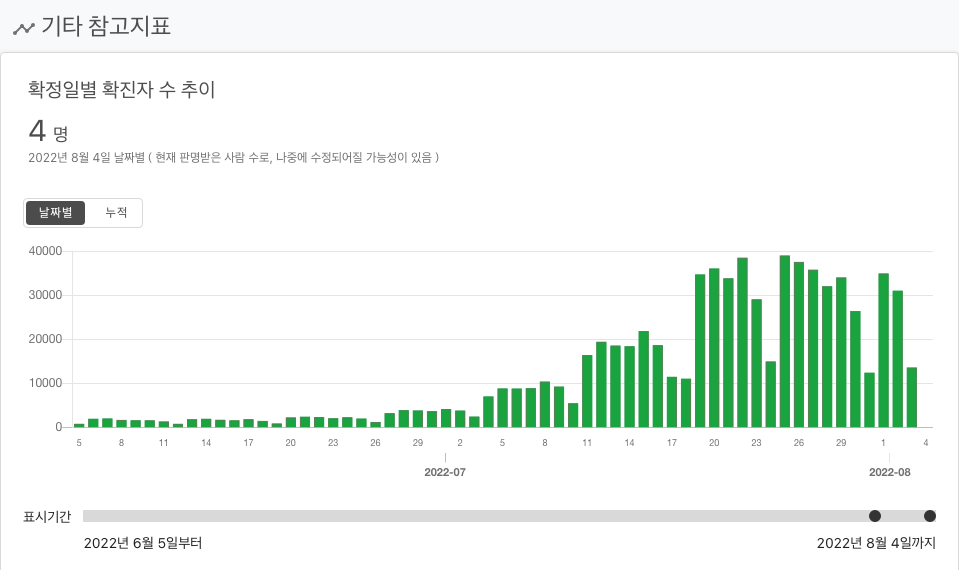 기타 참고지표
확정일별 확진자 수 추이
4 명
2022년 8월 4일 날짜별 ( 현재 판명받은 사람 수로, 나중에 수정되어질 가능성이 있음 )
날짜별 누적
40000
30000
20000
10000
0
5 8 11 14 17 20 23 26 29 2 5 8 11 14 17 20 23 26 29 1 4
2022-07 2022-08
표시기간
2022년 6월 5일부터 2022년 8월 4일까지